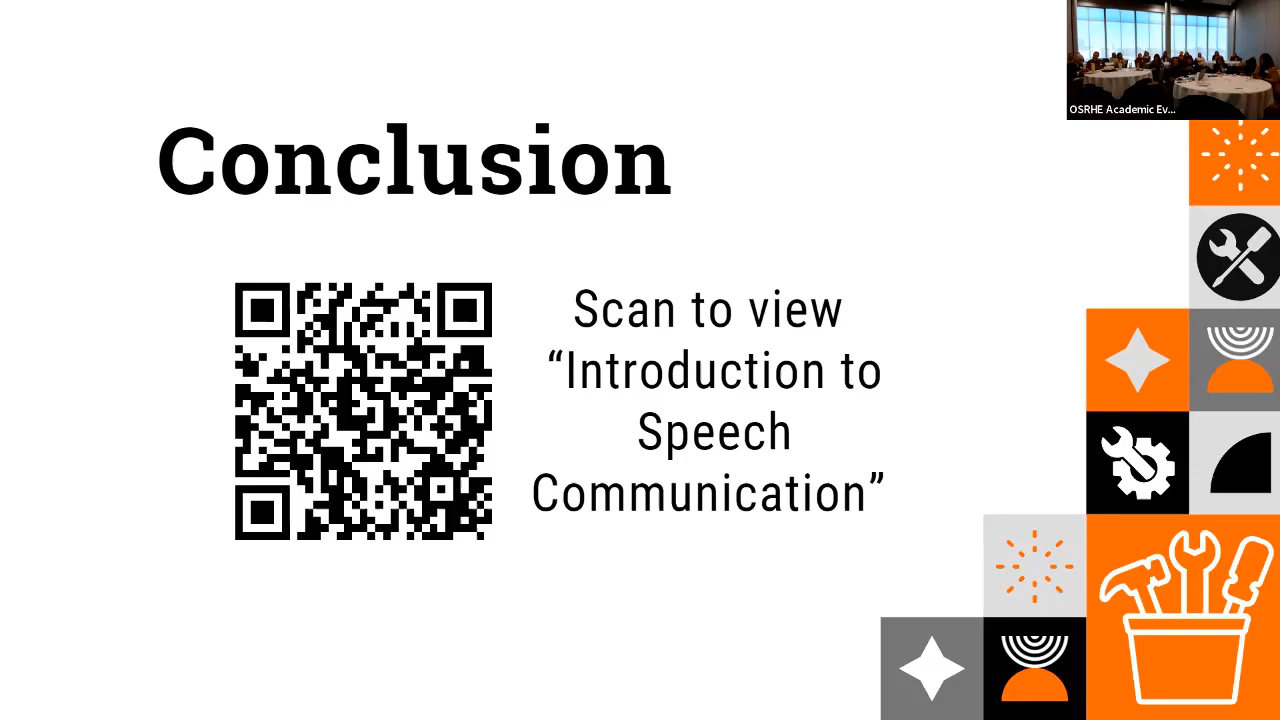 OSRHE Academic Ev...
Conclusion
Scan to view
“Introduction to
Speech
Communication”